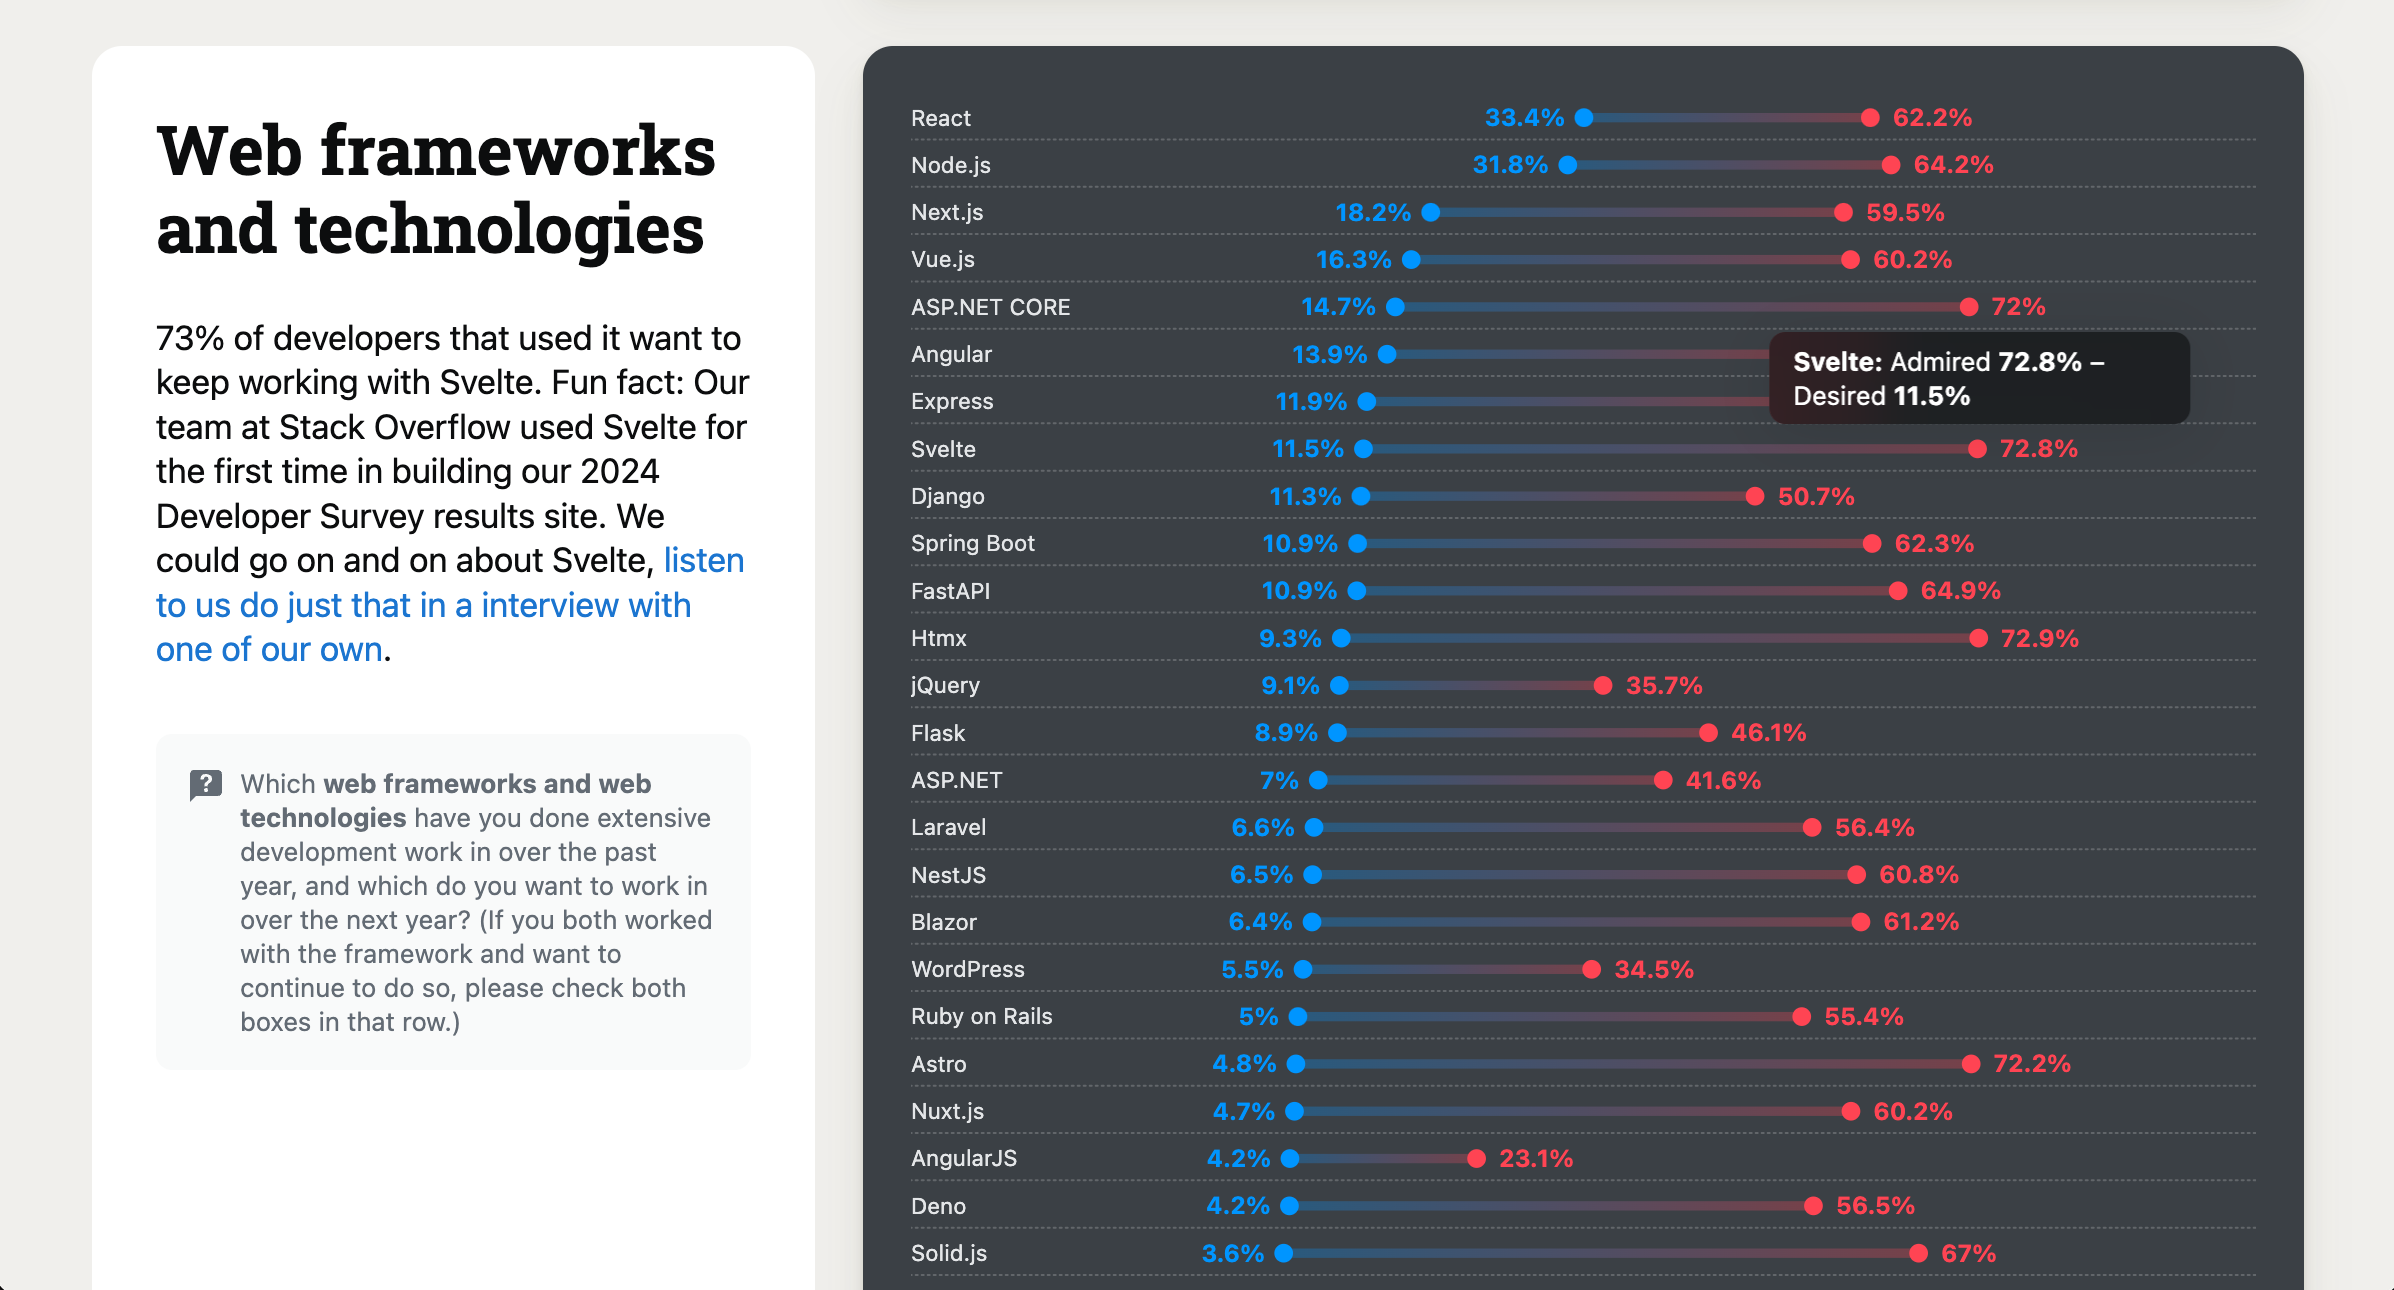 Web frameworks
and technologies
73% of developers that used it want to
keep working with Svelte. Fun fact: Our
team at Stack Overflow used Svelte for
the first time in building our 2024
Developer Survey results site. We
could go on and on about Svelte, listen
to us do just that in a interview with
one of our own.
? Which web frameworks and web
technologies have you done extensive
development work in over the past
year, and which do you want to work in
over the next year? (If you both worked
with the framework and want to
continue to do so, please check both
boxes in that row.)
React 33.4% 62.2%
Node.js 31.8% 64.2%
Next.js 18.2% 59.5%
Vue.js 16.3% 60.2%
ASP.NET CORE 14.7% 72%
Angular 13.9%
Svelte: Admired 72.8% –
Desired 11.5%
Express 11.9%
Svelte 11.5% 72.8%
Django 11.3% 50.7%
Spring Boot 10.9% 62.3%
FastAPI 10.9% 64.9%
Htmx 9.3% 72.9%
jQuery 9.1% 35.7%
Flask 8.9% 46.1%
ASP.NET 7% 41.6%
Laravel 6.6% 56.4%
NestJS 6.5% 60.8%
Blazor 6.4% 61.2%
WordPress 5.5% 34.5%
Ruby on Rails 5% 55.4%
Astro 4.8% 72.2%
Nuxt.js 4.7% 60.2%
AngularJS 4.2% 23.1%
Deno 4.2% 56.5%
Solid.js 3.6% 67%